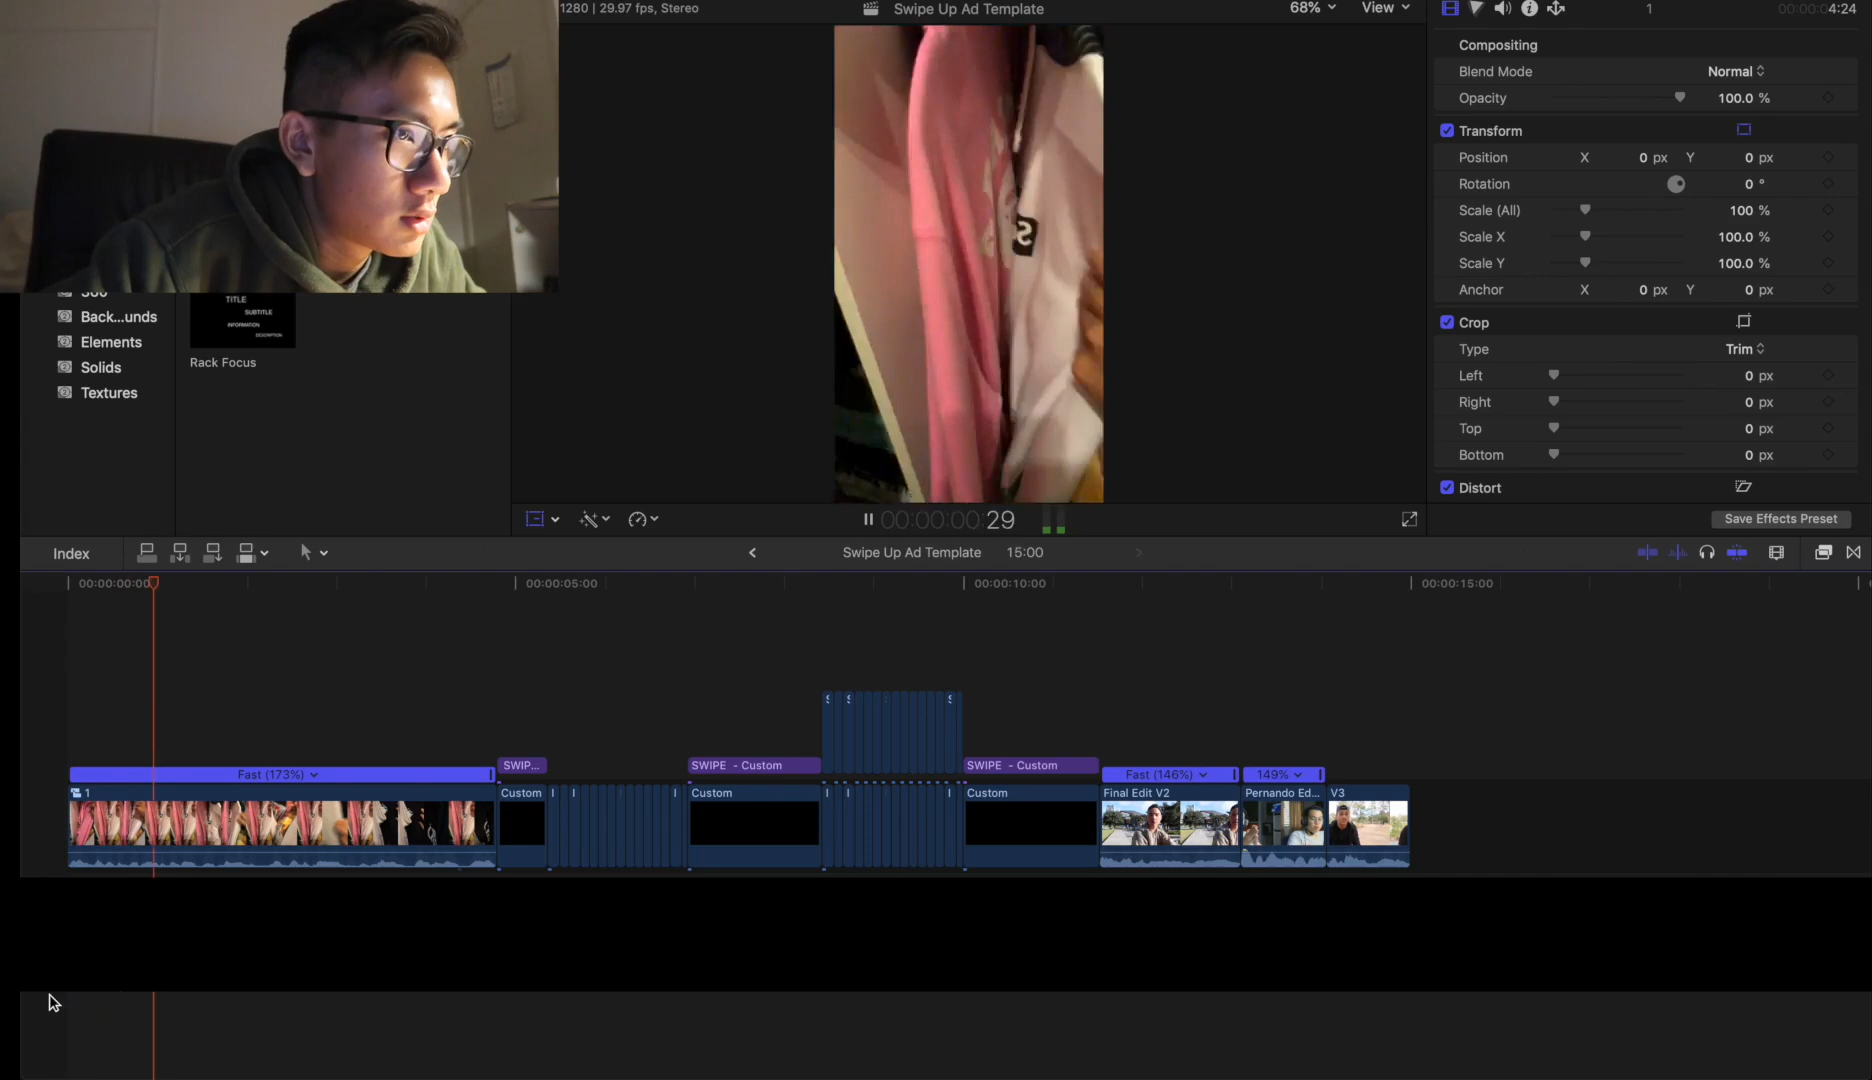 1280 | 29.97 fps, Stereo
Swipe Up Ad Template
68%
View
1
00:00:04:24
Compositing
Blend Mode
Normal
Opacity
100.0 %
Transform
Position X 0 px Y 0 px
Rotation
0 °
Scale (All)
100 %
Scale X
100.0 %
Scale Y
100.0 %
Anchor X 0 px Y 0 px
Crop
Type
Trim
Left
0 px
Right
0 px
Top
0 px
Bottom
0 px
Distort
Save Effects Preset
360
Back...unds
Elements
Solids
Textures
TITLE
SUBTITLE
INFORMATION
DESCRIPTION
Rack Focus
S
00:00:00:29
Index
Swipe Up Ad Template
15:00
00:00:00:00
00:00:05:00
00:00:10:00
00:00:15:00
S S S
SWIP...
SWIPE - Custom
SWIPE - Custom
Fast (173%)
Fast (146%)
149%
1
Custom
I I I
Custom
I I I
Custom
Final Edit V2
Pernando Ed...
V3